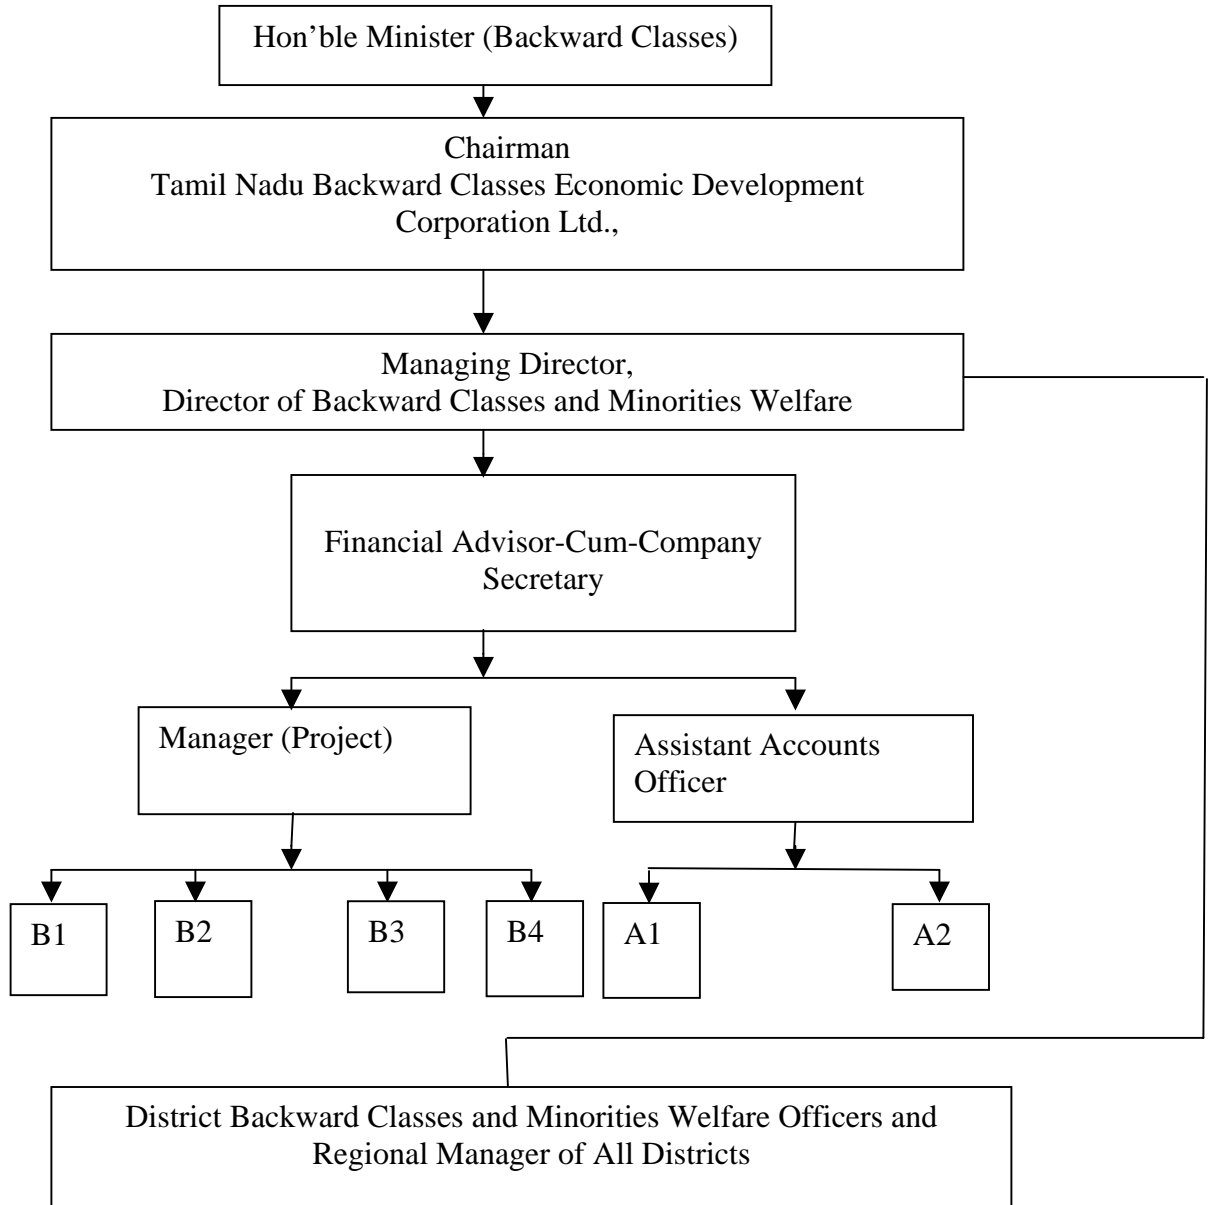 Hon’ble Minister (Backward Classes)
Chairman
Tamil Nadu Backward Classes Economic Development
Corporation Ltd.,
Managing Director,
Director of Backward Classes and Minorities Welfare
Financial Advisor-Cum-Company
Secretary
Manager (Project)
Assistant Accounts
Officer
B1
B2
B3
B4
A1
A2
District Backward Classes and Minorities Welfare Officers and
Regional Manager of All Districts